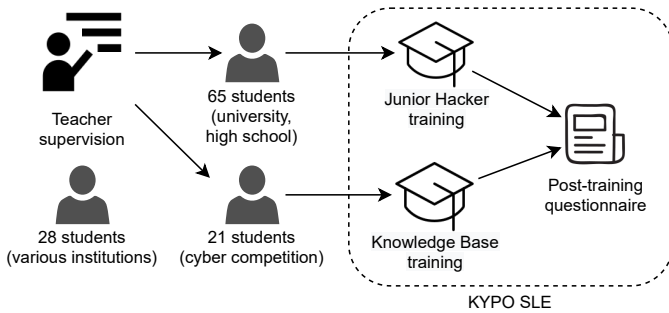 Teacher
supervision
65 students
(university,
high school)
Junior Hacker
training
Post-training
questionnaire
28 students
(various institutions)
21 students
(cyber competition)
Knowledge Base
training
KYPO SLE